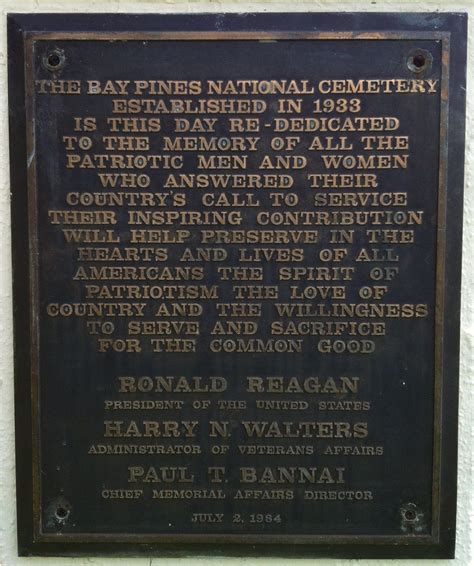 THE BAY PINES NATIONAL CEMETERY
ESTABLISHED IN 1933
IS THIS DAY RE-DEDICATED
TO THE MEMORY OF ALL THE
PATRIOTIC MEN AND WOMEN
WHO ANSWERED THEIR
COUNTRY'S CALL TO SERVICE
THEIR INSPIRING CONTRIBUTION
WILL HELP PRESERVE IN THE
HEARTS AND LIVES OF ALL
AMERICANS THE SPIRIT OF
PATRIOTISM THE LOVE OF
COUNTRY AND THE WILLINGNESS
TO SERVE AND SACRIFICE
FOR THE COMMON GOOD
RONALD REAGAN
PRESIDENT OF THE UNITED STATES
HARRY N. WALTERS
ADMINISTRATOR OF VETERANS AFFAIRS
PAUL T. BANNAI
CHIEF MEMORIAL AFFAIRS DIRECTOR
JULY 2, 1984